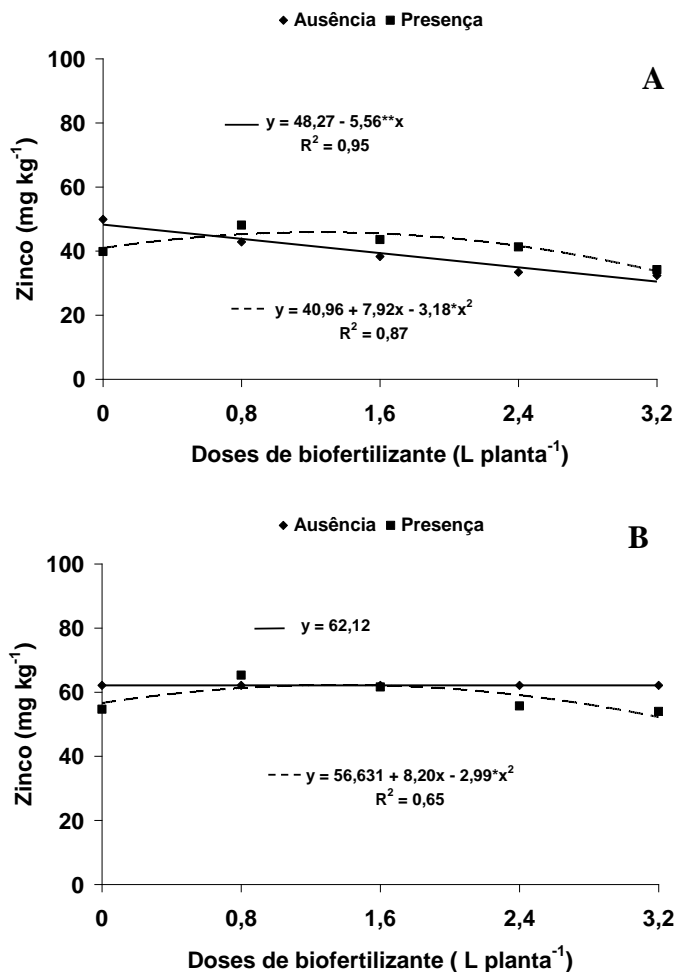 ◆ Ausência ■ Presença
A
100
80
60
40
20
0
Zinco (mg kg⁻¹)
y = 48,27 - 5,56**x
R² = 0,95
y = 40,96 + 7,92x - 3,18*x²
R² = 0,87
0 0,8 1,6 2,4 3,2
Doses de biofertilizante (L planta⁻¹)
◆ Ausência ■ Presença
B
100
80
60
40
20
0
Zinco (mg kg⁻¹)
y = 62,12
y = 56,631 + 8,20x - 2,99*x²
R² = 0,65
0 0,8 1,6 2,4 3,2
Doses de biofertilizante ( L planta⁻¹)